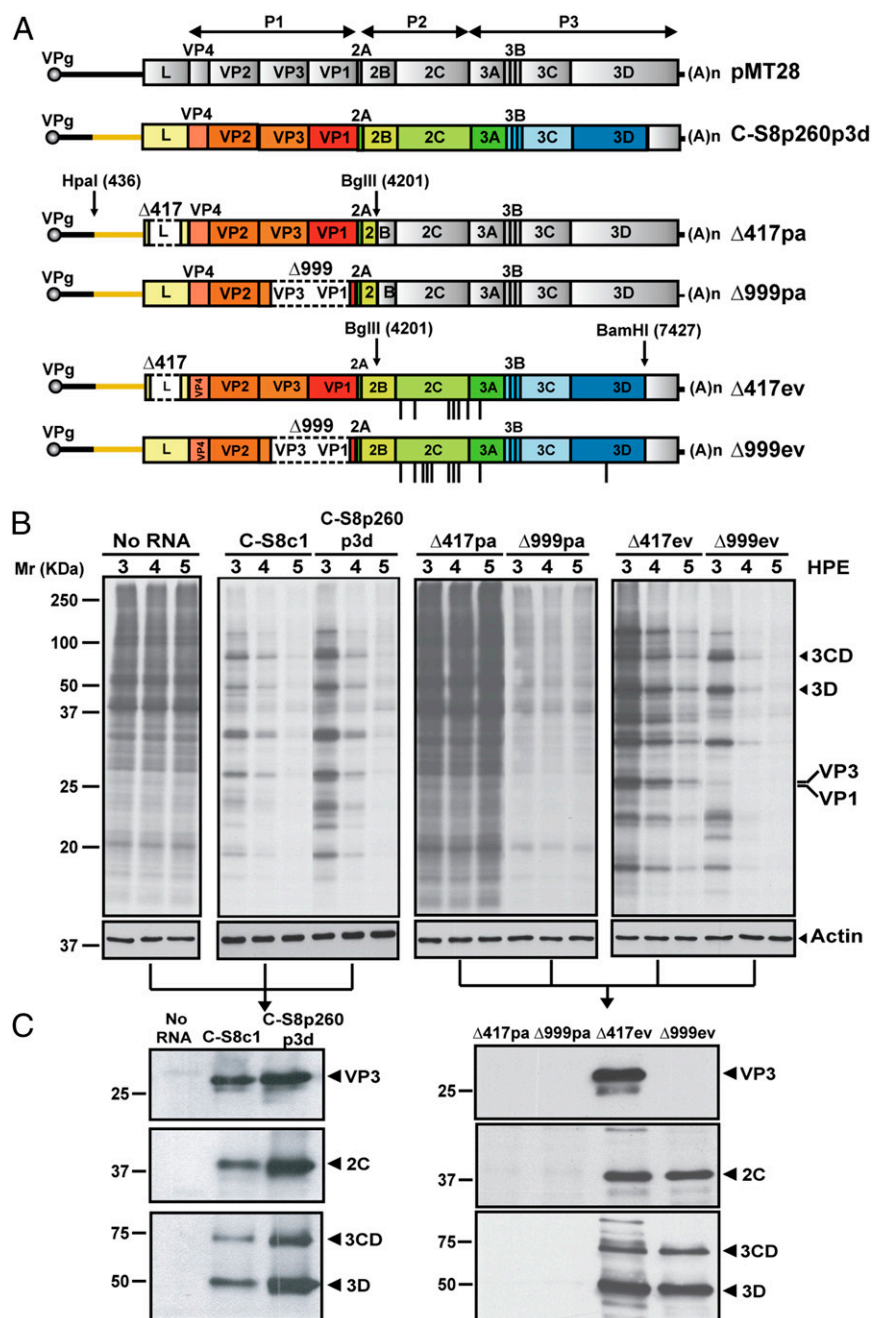 A
P1 P2 P3
VPg VP4 2A 3B
L VP2 VP3 VP1 2B 2C 3A 3C 3D (A)n pMT28
VPg VP4 2A 3B
L VP2 VP3 VP1 2B 2C 3A 3C 3D (A)n C-S8p260p3d
HpaI (436) BglII (4201)
VPg Δ417 VP4 2A 3B
L VP2 VP3 VP1 2 B 2C 3A 3C 3D (A)n Δ417pa
VPg VP4 Δ999 2A 3B
L VP2 VP3 VP1 2 B 2C 3A 3C 3D (A)n Δ999pa
BglII (4201) BamHI (7427)
VPg Δ417 2A 3B
L VP4 VP2 VP3 VP1 2B 2C 3A 3C 3D (A)n Δ417ev
VPg Δ999 2A 3B
L VP4 VP2 VP3 VP1 2B 2C 3A 3C 3D (A)n Δ999ev
B
No RNA C-S8c1 C-S8p260 p3d Δ417pa Δ999pa Δ417ev Δ999ev
Mr (KDa) 3 4 5 3 4 5 3 4 5 3 4 5 3 4 5 3 4 5 3 4 5 HPE
250
100
3CD
50
3D
37
VP3
25
VP1
20
37
Actin
C
No RNA C-S8c1 C-S8p260 p3d Δ417pa Δ999pa Δ417ev Δ999ev
VP3 VP3
25 25
37 2C 37 2C
75 3CD 75 3CD
50 3D 50 3D